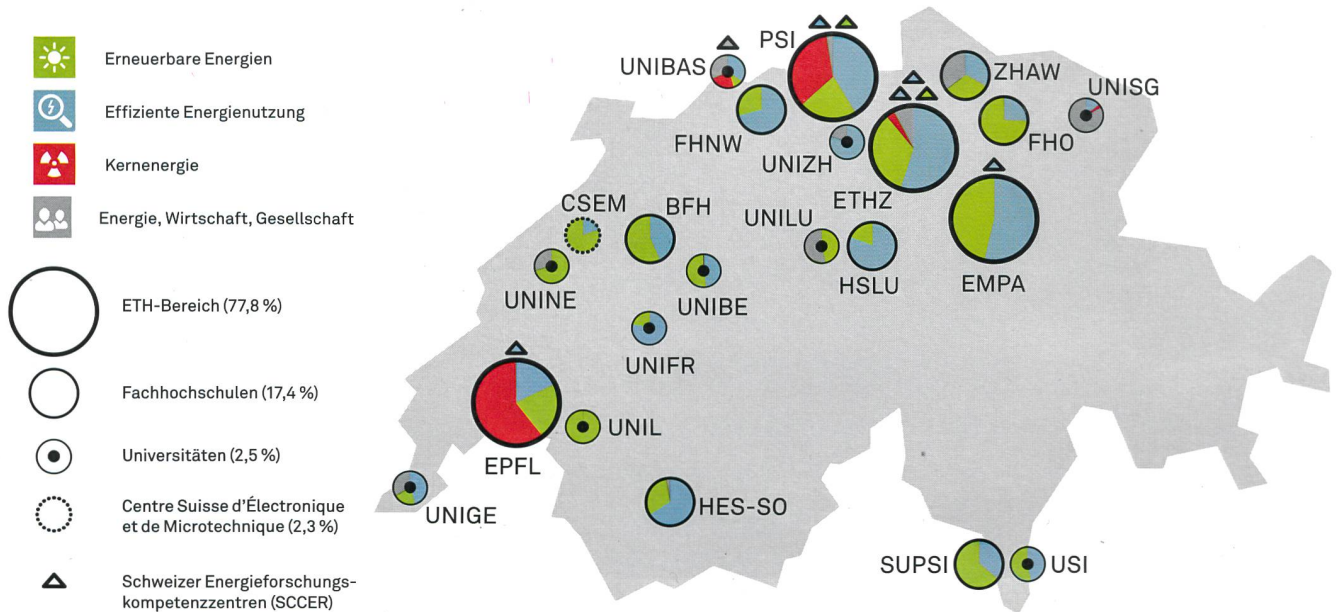 Erneuerbare Energien
Effiziente Energienutzung
Kernenergie
Energie, Wirtschaft, Gesellschaft
ETH-Bereich (77,8 %)
Fachhochschulen (17,4 %)
Universitäten (2,5 %)
Centre Suisse d'Électronique
et de Microtechnique (2,3 %)
Schweizer Energieforschungs-
kompetenzzentren (SCCER)
PSI
UNIBAS
ZHAW
UNISG
FHNW
UNIZH
FHO
ETHZ
CSEM
BFH
UNILU
UNINE
UNIBE
HSLU
EMPA
UNIFR
UNIL
EPFL
UNIGE
HES-SO
SUPSI
USI